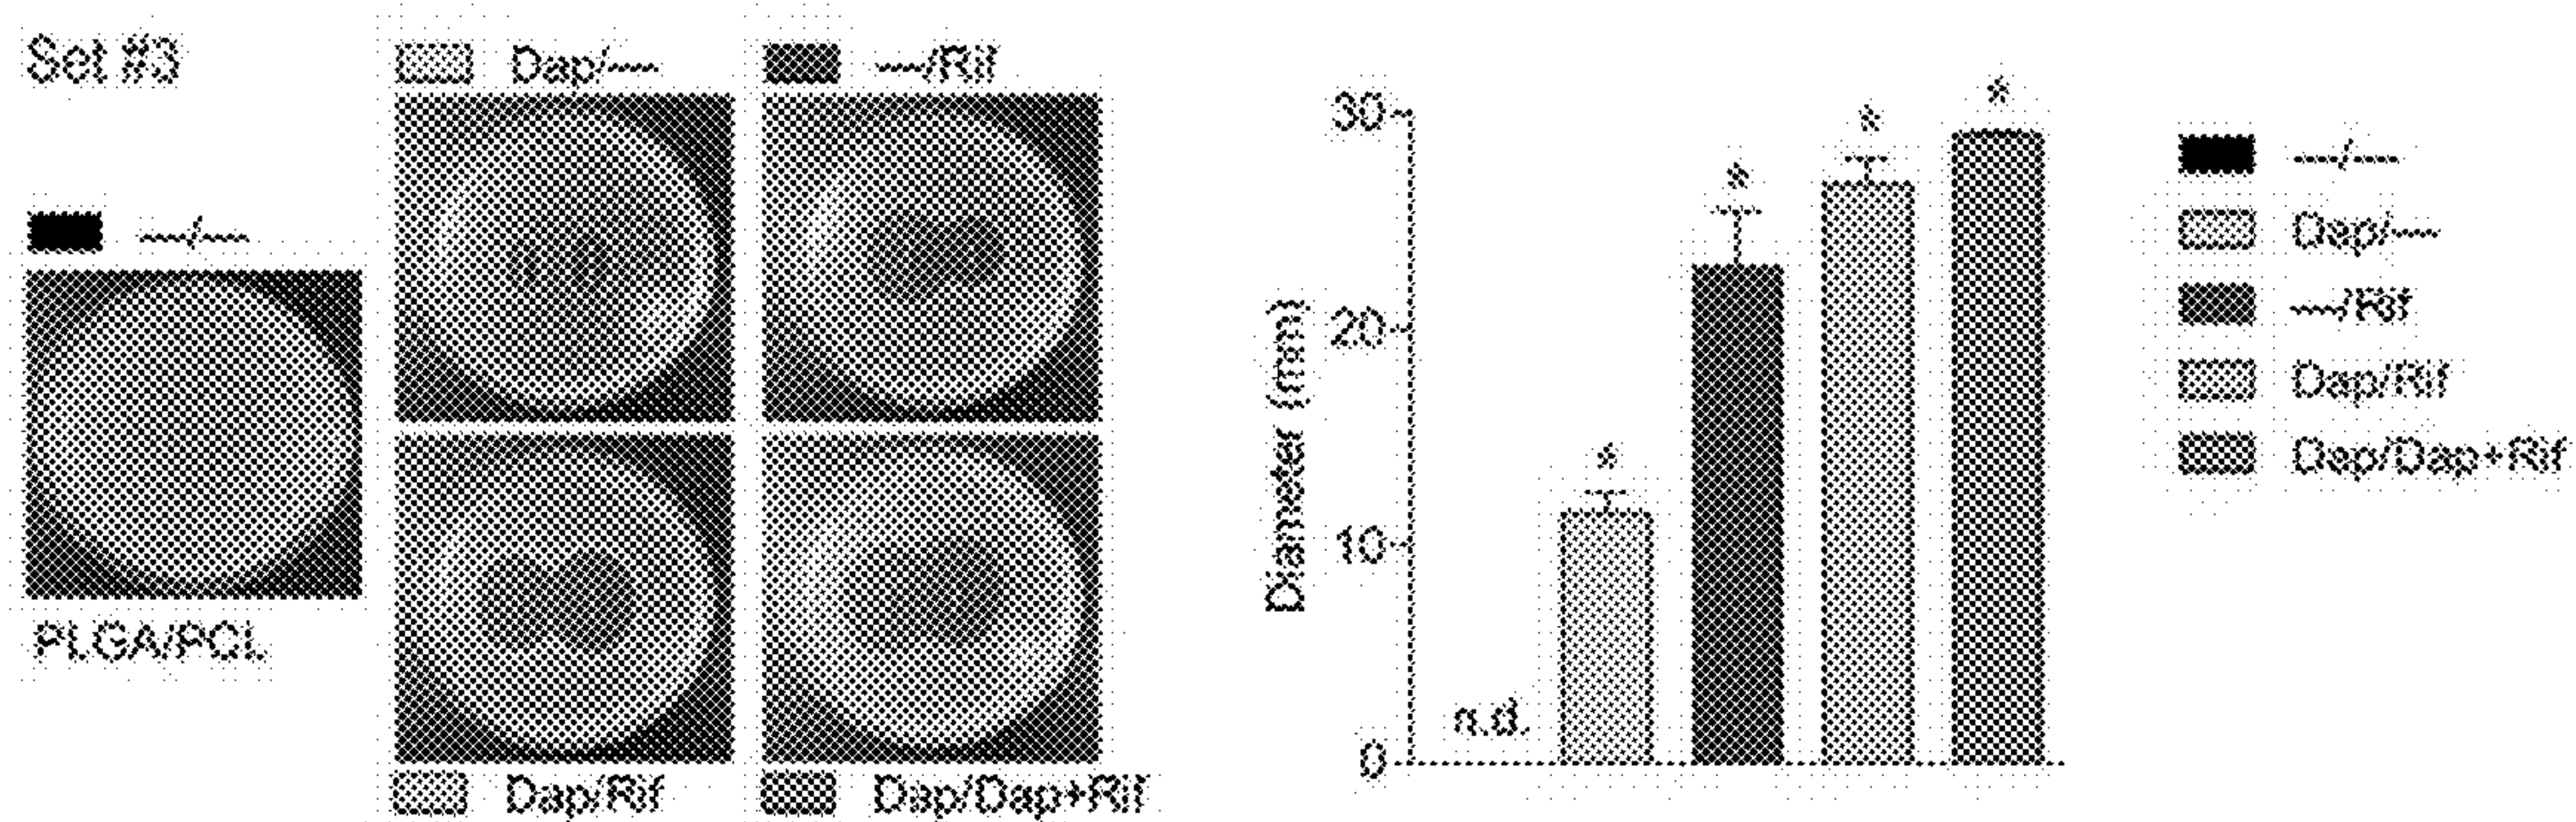 Set #3
Dap/—
—/Rif
—/—
PLGA/PCL
Dap/Rif
Dap/Dap+Rif
Diameter (mm)
30
20
10
0
n.d.
*
*
*
*
—/—
Dap/—
—/Rif
Dap/Rif
Dap/Dap+Rif